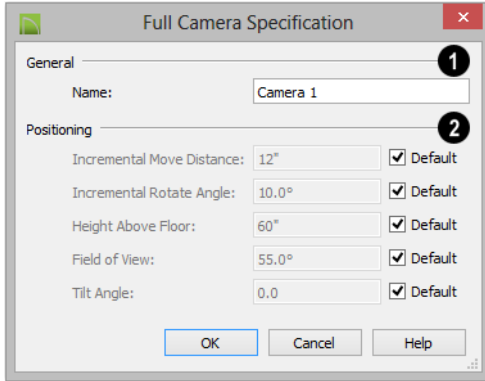 Full Camera Specification
×
General 1
Name: Camera 1
Positioning 2
Incremental Move Distance: 12" Default
Incremental Rotate Angle: 10.0° Default
Height Above Floor: 60" Default
Field of View: 55.0° Default
Tilt Angle: 0.0 Default
OK Cancel Help